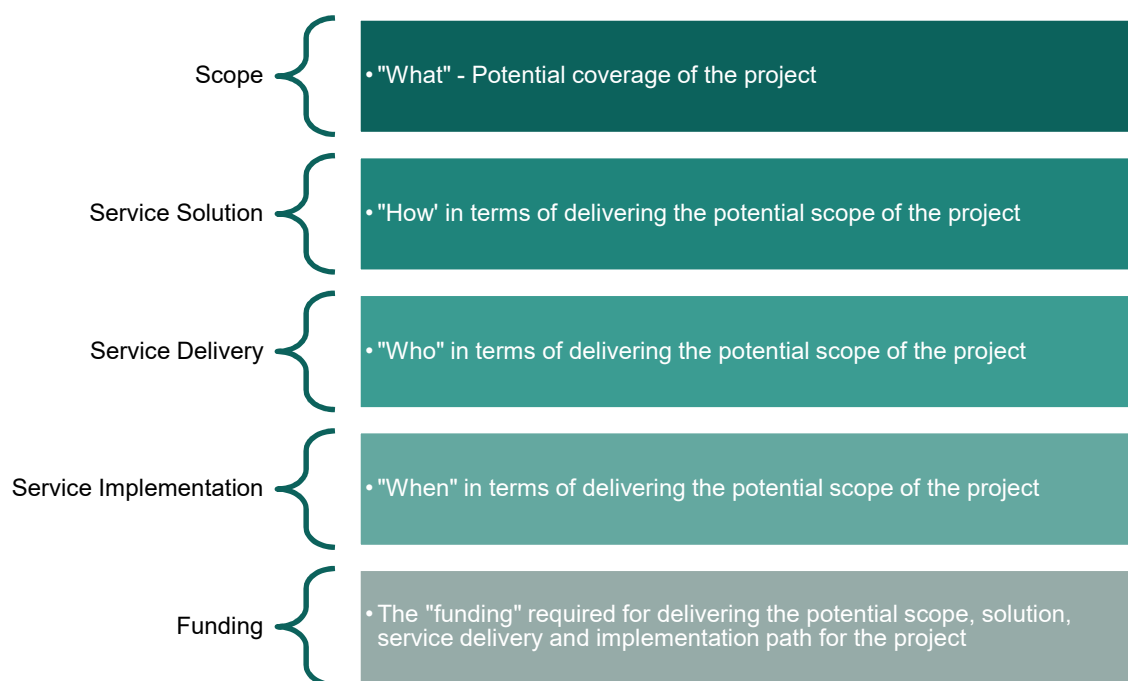 Scope
• "What" - Potential coverage of the project
Service Solution
• "How' in terms of delivering the potential scope of the project
Service Delivery
• "Who" in terms of delivering the potential scope of the project
Service Implementation
• "When" in terms of delivering the potential scope of the project
Funding
• The "funding" required for delivering the potential scope, solution,
service delivery and implementation path for the project